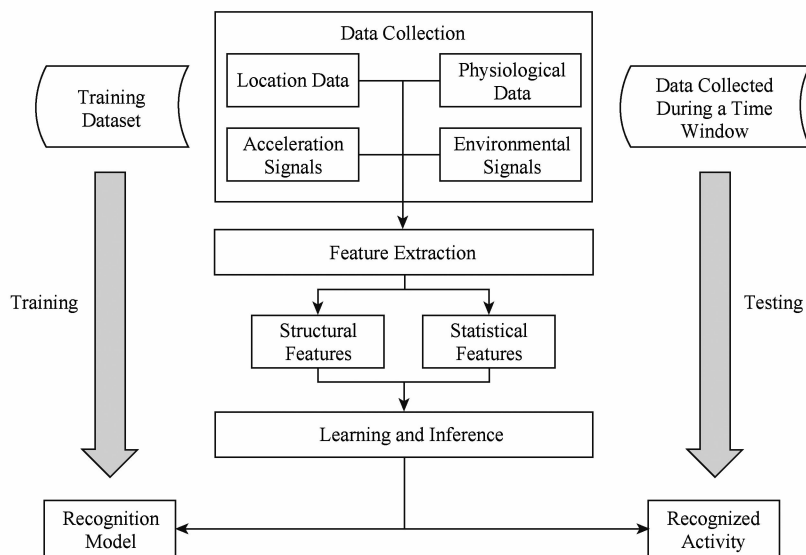 Data Collection
Training
Dataset
Location Data
Physiological
Data
Data Collected
During a Time
Window
Acceleration
Signals
Environmental
Signals
Feature Extraction
Training
Testing
Structural
Features
Statistical
Features
Learning and Inference
Recognition
Model
Recognized
Activity